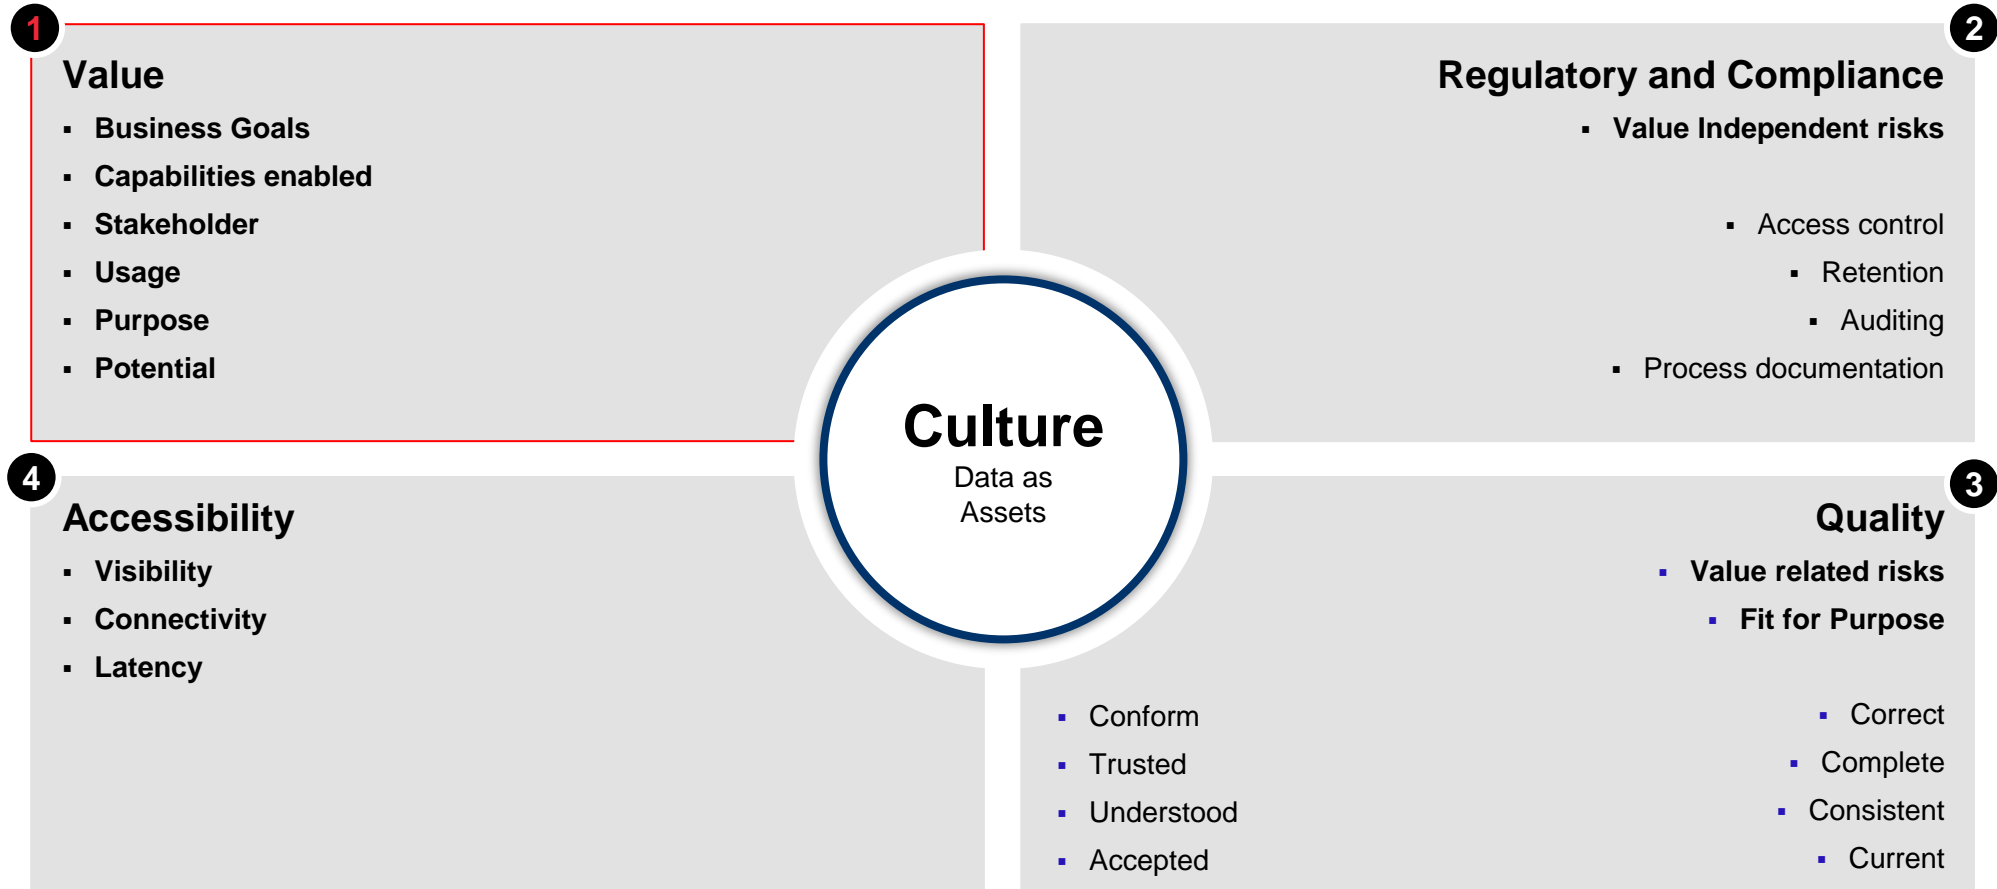 1
Value
▪ Business Goals
▪ Capabilities enabled
▪ Stakeholder
▪ Usage
▪ Purpose
▪ Potential
2
Regulatory and Compliance
▪ Value Independent risks
▪ Access control
▪ Retention
▪ Auditing
▪ Process documentation
Culture
Data as
Assets
4
Accessibility
▪ Visibility
▪ Connectivity
▪ Latency
3
Quality
▪ Value related risks
▪ Fit for Purpose
▪ Conform
▪ Trusted
▪ Understood
▪ Accepted
▪ Correct
▪ Complete
▪ Consistent
▪ Current